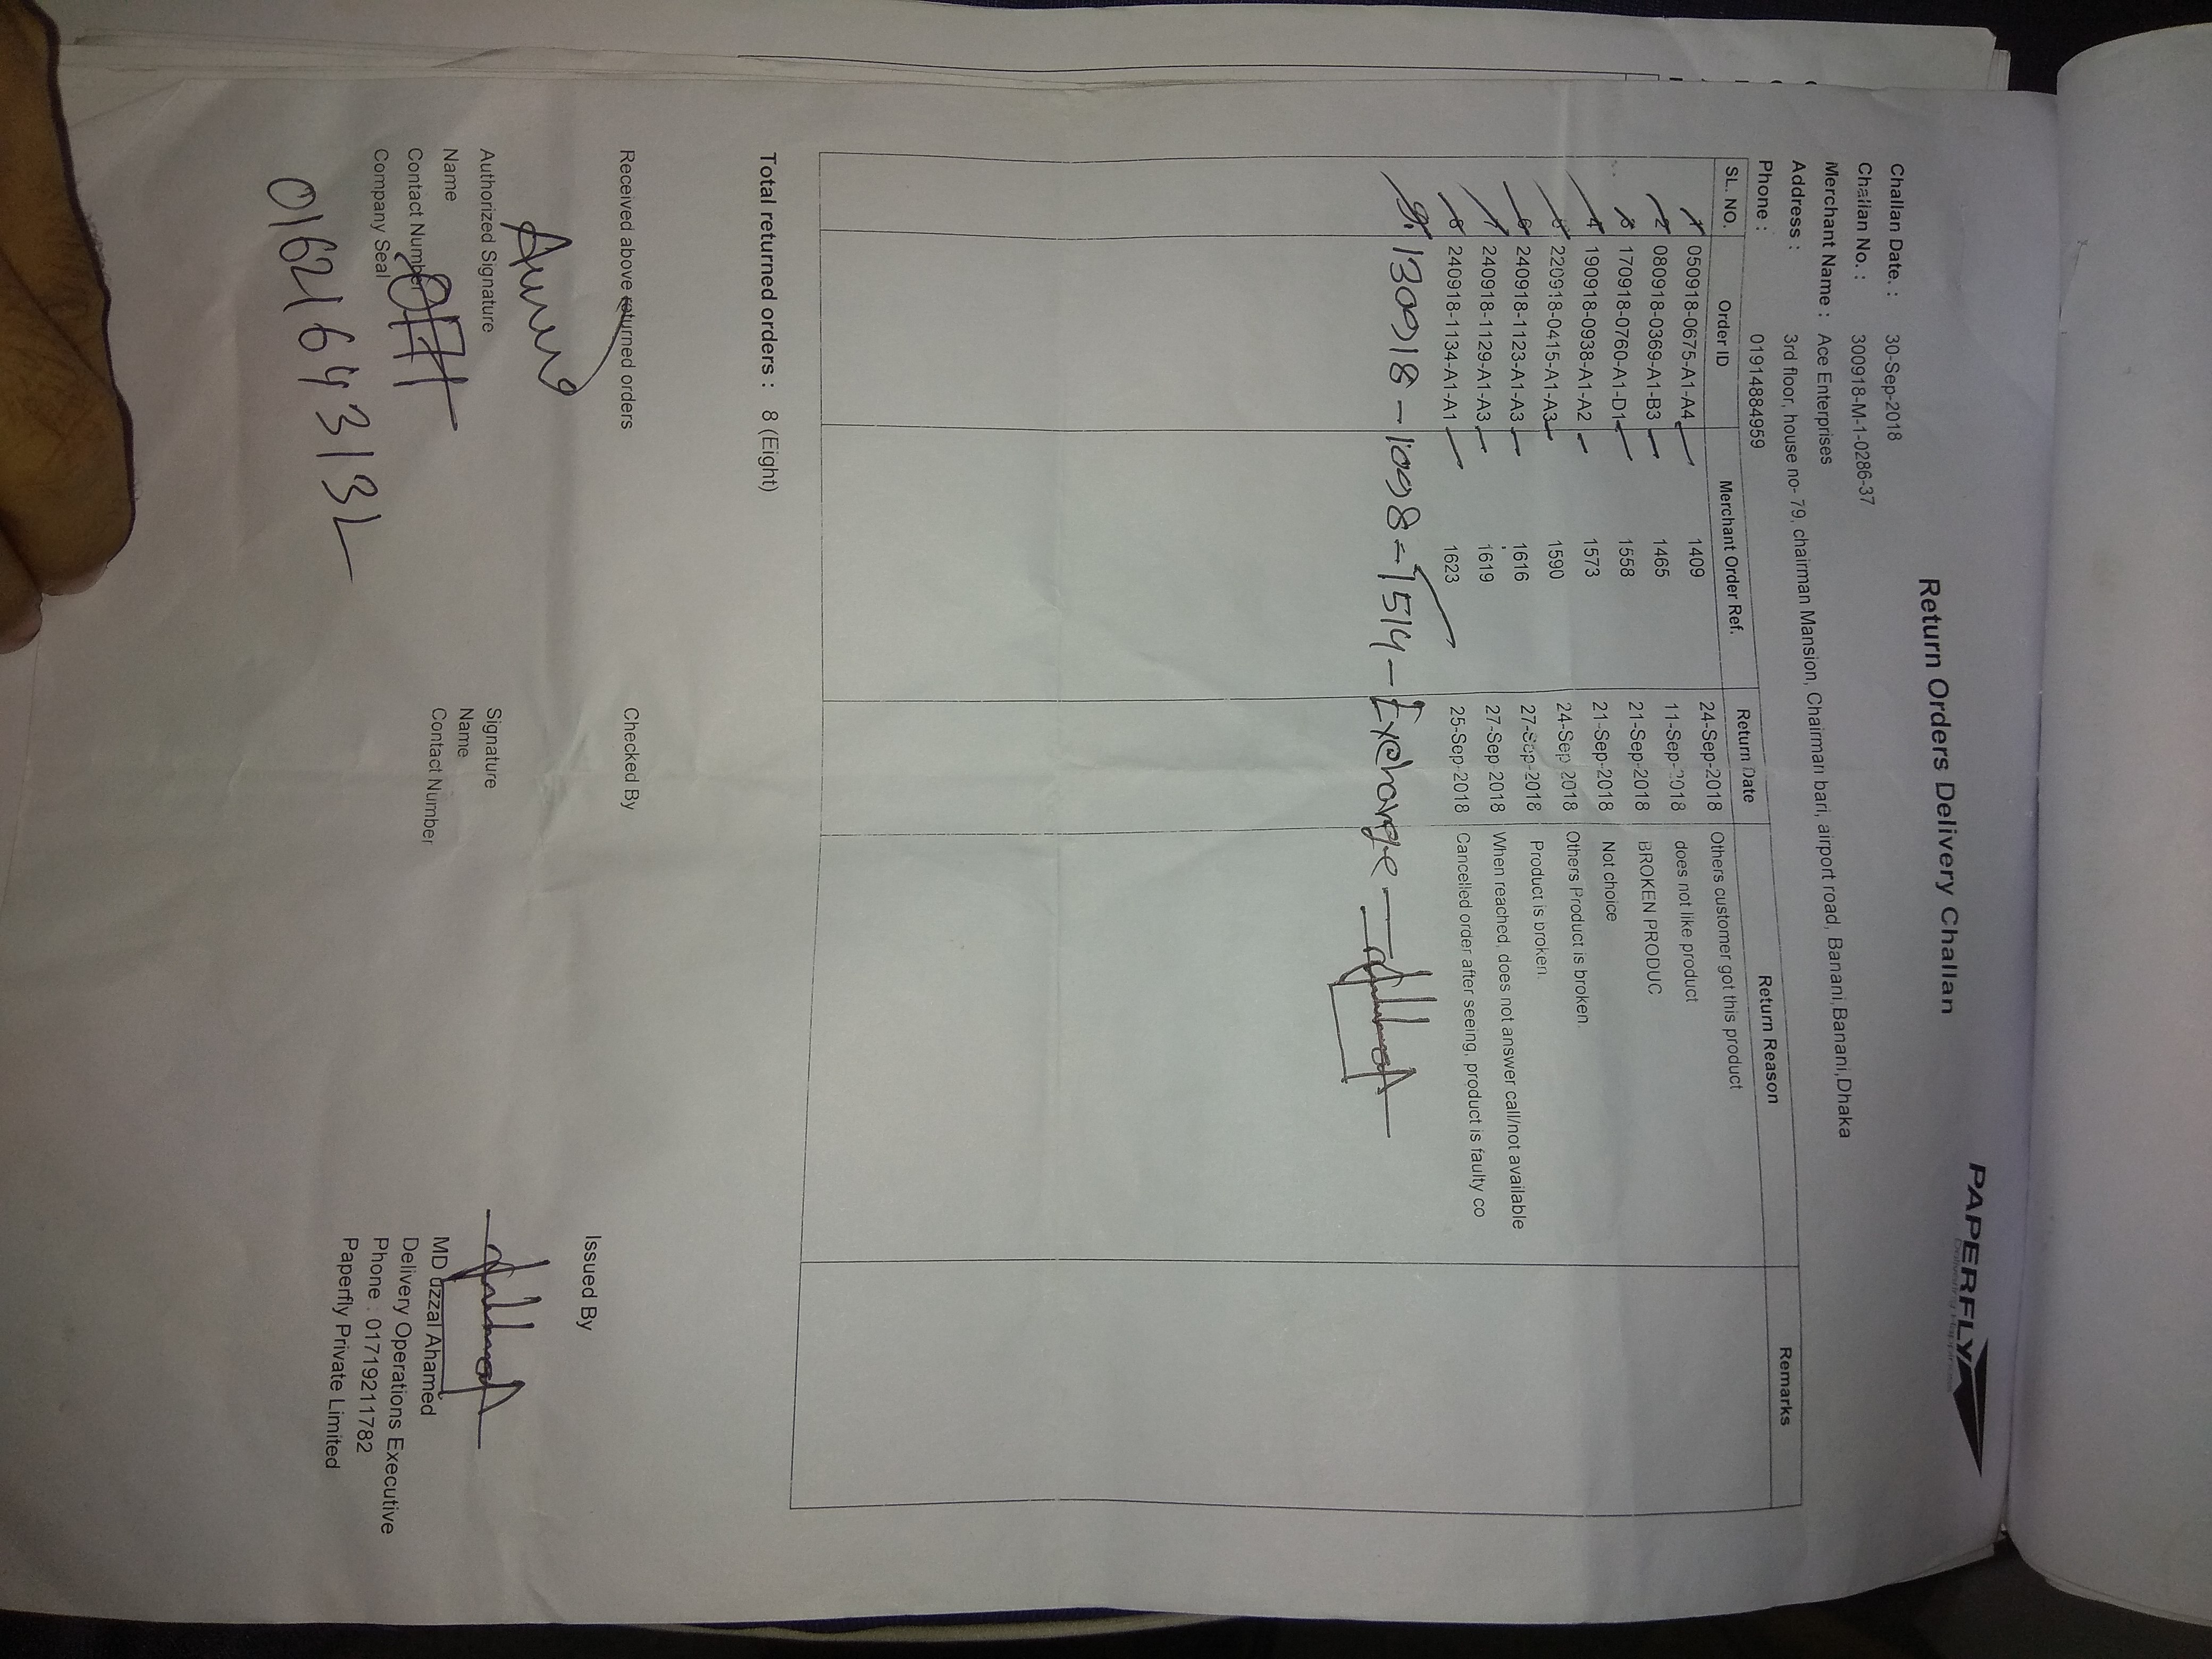 PAPERFLY
Delivering Happiness
Return Orders Delivery Challan
Challan Date. : 30-Sep-2018
Challan No. : 300918-M-1-0286-37
Merchant Name : Ace Enterprises
Address : 3rd floor, house no- 79, chairman Mansion, Chairman bari, airport road, Banani,Banani,Dhaka
Phone : 01914884959
SL. NO. Order ID Merchant Order Ref. Return Date Return Reason Remarks
1 050918-0675-A1-A4 1409 24-Sep-2018 Others customer got this product
2 080918-0369-A1-B3 1465 11-Sep-2018 does not like product
3 170918-0760-A1-D1 1558 21-Sep-2018 BROKEN PRODUC
4 190918-0938-A1-A2 1573 21-Sep-2018 Not choice
5 220918-0415-A1-A3 1590 24-Sep 2018 Others Product is broken.
6 240918-1123-A1-A3 1616 27-Sep-2018 Product is broken.
7 240918-1129-A1-A3 1619 27-Sep 2018 When reached, does not answer call/not available
8 240918-1134-A1-A1 1623 25-Sep-2018 Cancelled order after seeing, product is faulty co
9. 130918-1098-1514-Exchange
Total returned orders : 8 (Eight)
Received above returned orders Checked By Issued By
Authorized Signature Signature
Name Name
Contact Number Contact Number
Company Seal
01621643132
MD uzzal Ahamed
Delivery Operations Executive
Phone : 01719211782
Paperfly Private Limited